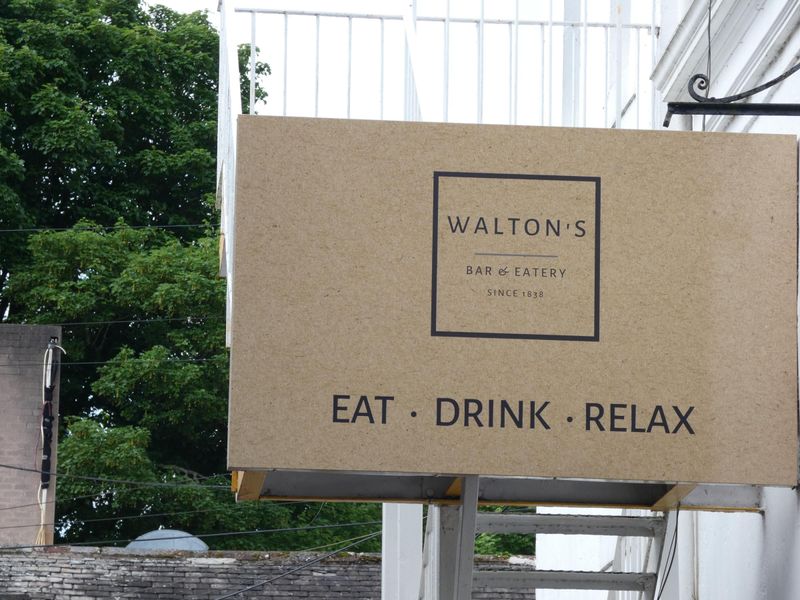 WALTON'S
BAR & EATERY
SINCE 1838
EAT · DRINK · RELAX